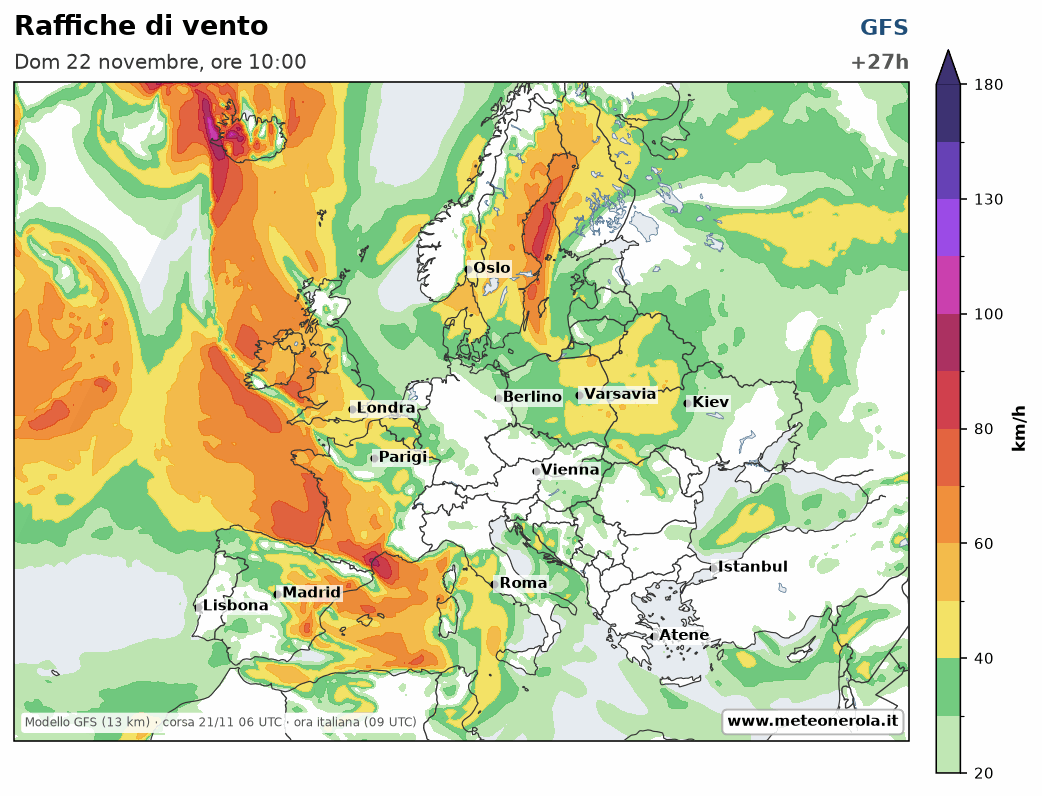 Raffiche di vento
GFS
Dom 22 novembre, ore 10:00
+27h
180
130
100
80
60
40
20
km/h
Oslo
Berlino
Varsavia
Kiev
Londra
Parigi
Vienna
Istanbul
Roma
Madrid
Lisbona
Atene
Modello GFS (13 km) · corsa 21/11 06 UTC · ora italiana (09 UTC)
www.meteonerola.it